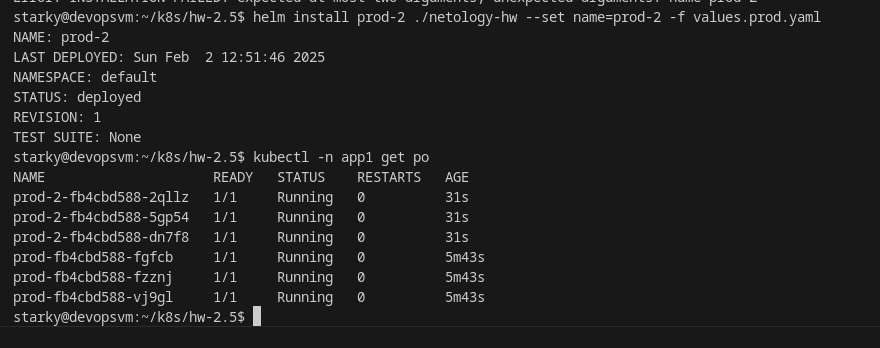 Error: INSTALLATION FAILED: expected at most two arguments, unexpected arguments: name prod-2
starky@devopsvm:~/k8s/hw-2.5$ helm install prod-2 ./netology-hw --set name=prod-2 -f values.prod.yaml
NAME: prod-2
LAST DEPLOYED: Sun Feb  2 12:51:46 2025
NAMESPACE: default
STATUS: deployed
REVISION: 1
TEST SUITE: None
starky@devopsvm:~/k8s/hw-2.5$ kubectl -n app1 get po
NAME                     READY   STATUS    RESTARTS   AGE
prod-2-fb4cbd588-2qllz   1/1     Running   0          31s
prod-2-fb4cbd588-5gp54   1/1     Running   0          31s
prod-2-fb4cbd588-dn7f8   1/1     Running   0          31s
prod-fb4cbd588-fgfcb     1/1     Running   0          5m43s
prod-fb4cbd588-fzznj     1/1     Running   0          5m43s
prod-fb4cbd588-vj9gl     1/1     Running   0          5m43s
starky@devopsvm:~/k8s/hw-2.5$